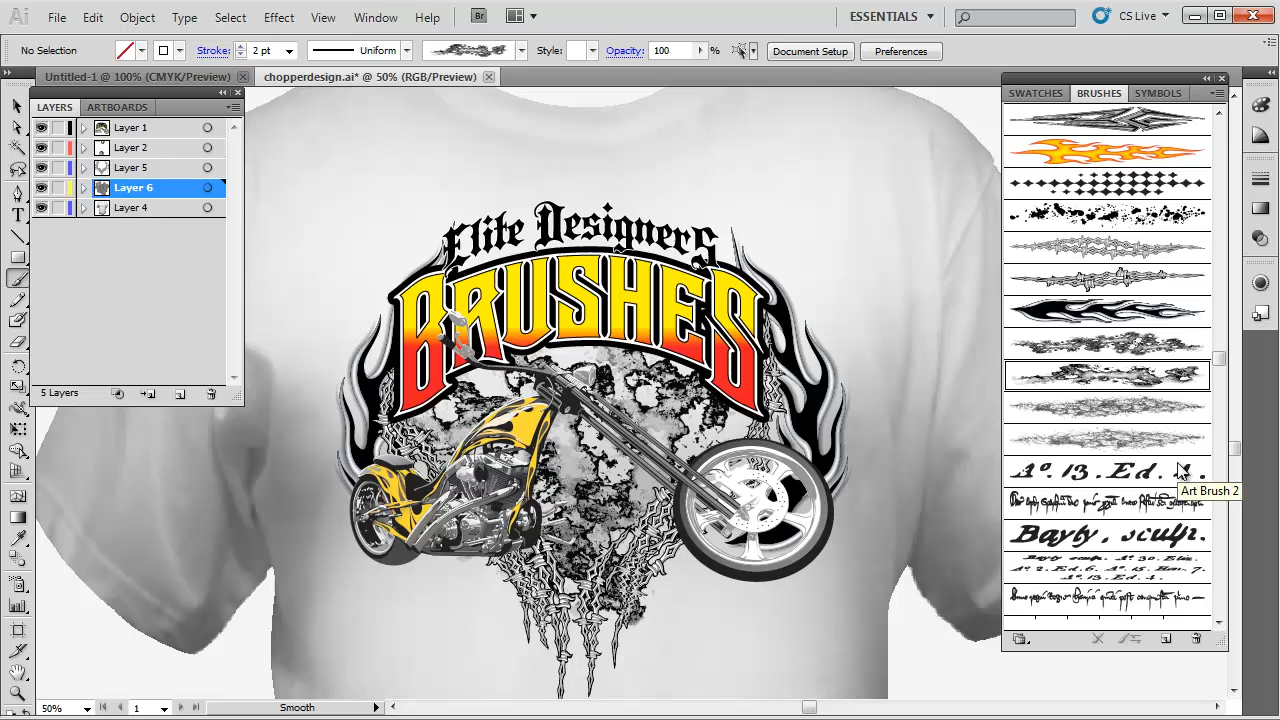 Ai File Edit Object Type Select Effect View Window Help Br ESSENTIALS CS Live
No Selection Stroke: 2 pt Uniform Style: Opacity: 100 % Document Setup Preferences
Untitled-1 @ 100% (CMYK/Preview) chopperdesign.ai* @ 50% (RGB/Preview)
LAYERS ARTBOARDS
Layer 1
Layer 2
Layer 5
Layer 6
Layer 4
5 Layers
Elite Designers
BRUSHES
SWATCHES BRUSHES SYMBOLS
Aº. 13. Ed.
Art Brush 2
Bayly, sculp.
50% 1 Smooth